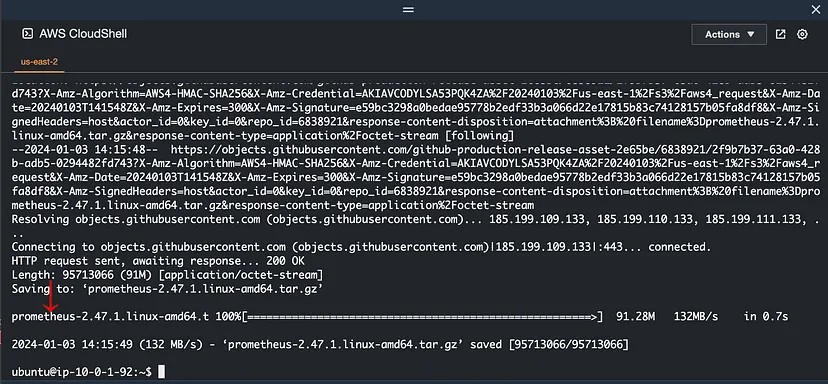 AWS CloudShell
Actions
us-east-2
d743?X-Amz-Algorithm=AWS4-HMAC-SHA256&X-Amz-Credential=AKIAVCODYLSA53PQK4ZA%2F20240103%2Fus-east-1%2Fs3%2Faws4_request&X-Amz-Da
te=20240103T141548Z&X-Amz-Expires=300&X-Amz-Signature=e59bc3298a0bedae95778b2edf33b3a066d22e17815b83c74128157b05fa8df8&X-Amz-Si
gnedHeaders=host&actor_id=0&key_id=0&repo_id=6838921&response-content-disposition=attachment%3B%20filename%3Dprometheus-2.47.1.
linux-amd64.tar.gz&response-content-type=application%2Foctet-stream [following]
--2024-01-03 14:15:48--  https://objects.githubusercontent.com/github-production-release-asset-2e65be/6838921/2f9b7b37-63a0-428
b-adb5-0294482fd743?X-Amz-Algorithm=AWS4-HMAC-SHA256&X-Amz-Credential=AKIAVCODYLSA53PQK4ZA%2F20240103%2Fus-east-1%2Fs3%2Faws4_r
equest&X-Amz-Date=20240103T141548Z&X-Amz-Expires=300&X-Amz-Signature=e59bc3298a0bedae95778b2edf33b3a066d22e17815b83c74128157b05
fa8df8&X-Amz-SignedHeaders=host&actor_id=0&key_id=0&repo_id=6838921&response-content-disposition=attachment%3B%20filename%3Dpro
metheus-2.47.1.linux-amd64.tar.gz&response-content-type=application%2Foctet-stream
Resolving objects.githubusercontent.com (objects.githubusercontent.com)... 185.199.109.133, 185.199.110.133, 185.199.111.133, .
..
Connecting to objects.githubusercontent.com (objects.githubusercontent.com)|185.199.109.133|:443... connected.
HTTP request sent, awaiting response... 200 OK
Length: 95713066 (91M) [application/octet-stream]
Saving to: ‘prometheus-2.47.1.linux-amd64.tar.gz’
prometheus-2.47.1.linux-amd64.t 100%[====================================================>]  91.28M   132MB/s    in 0.7s
2024-01-03 14:15:49 (132 MB/s) - ‘prometheus-2.47.1.linux-amd64.tar.gz’ saved [95713066/95713066]
ubuntu@ip-10-0-1-92:~$